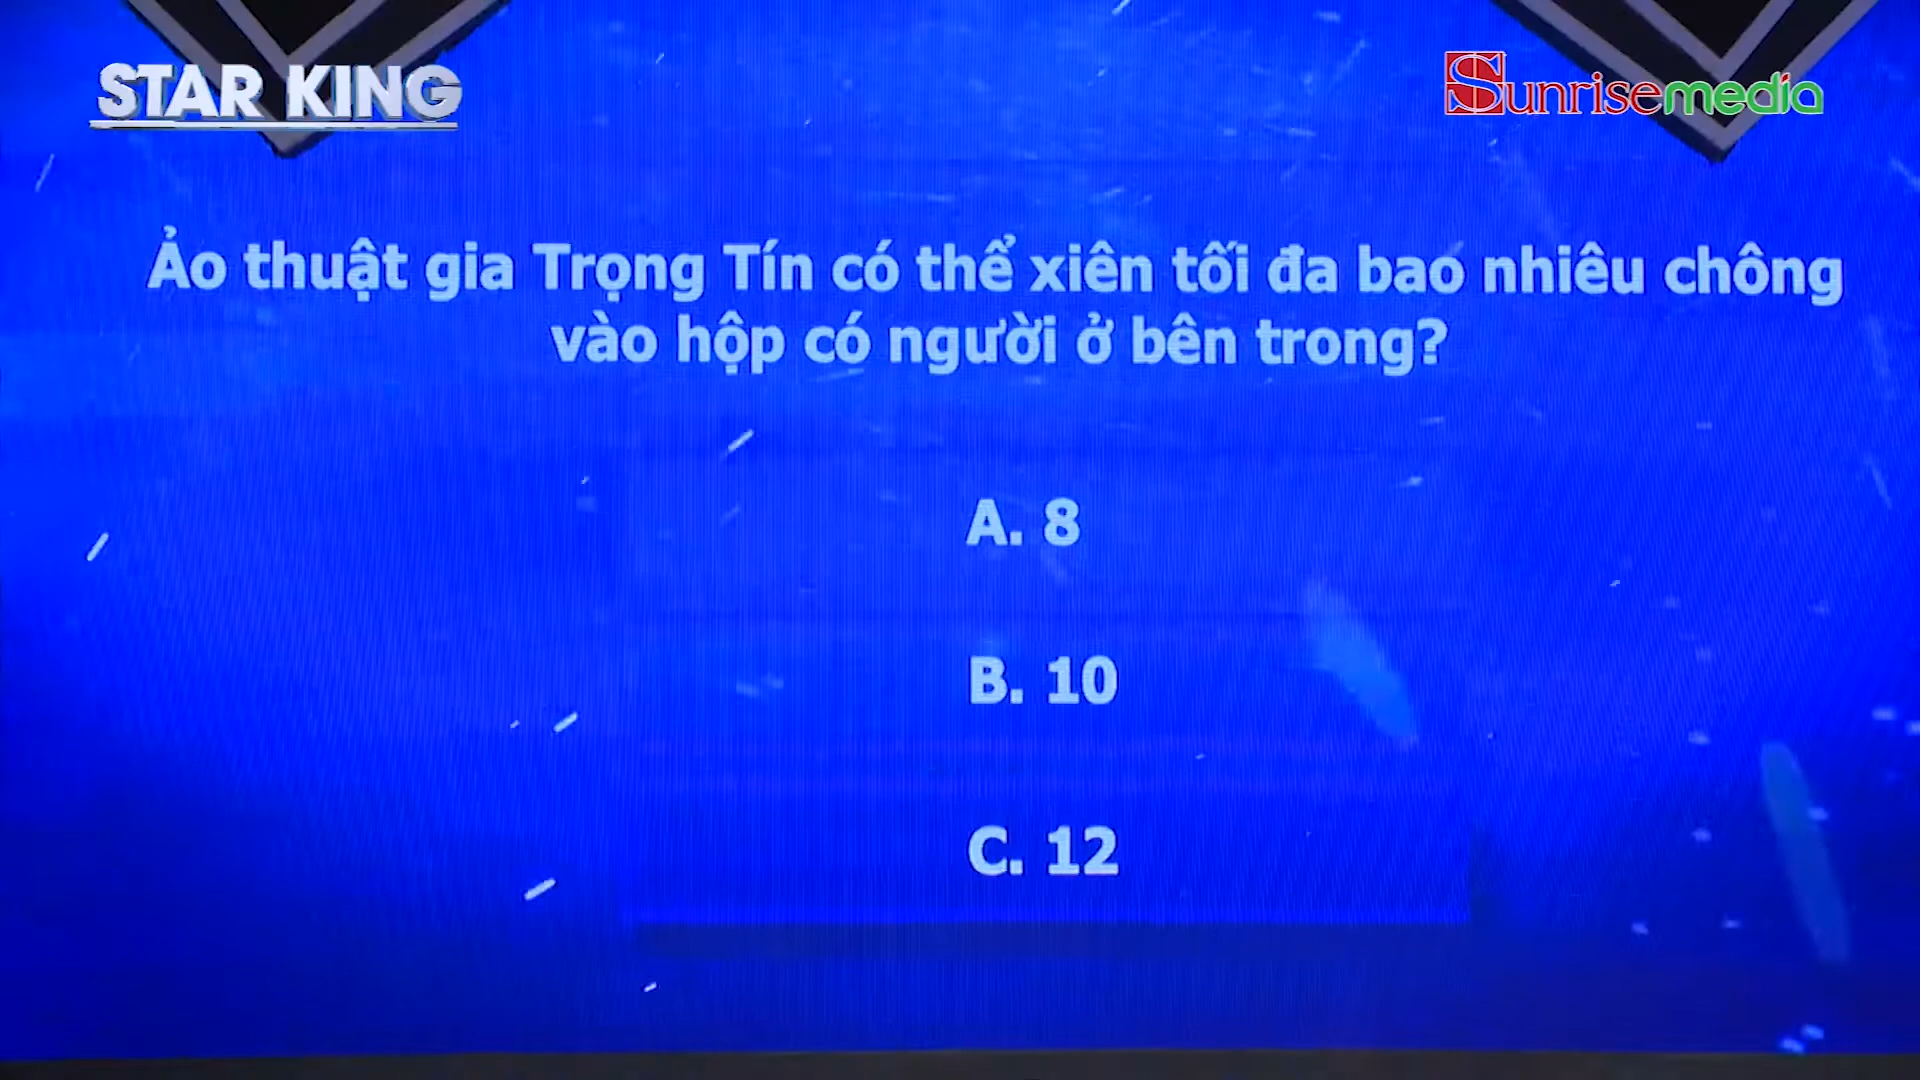 STAR KING
Sunrisemedia
Ảo thuật gia Trọng Tín có thể xiên tối đa bao nhiêu chông
vào hộp có người ở bên trong?
A. 8
B. 10
C. 12